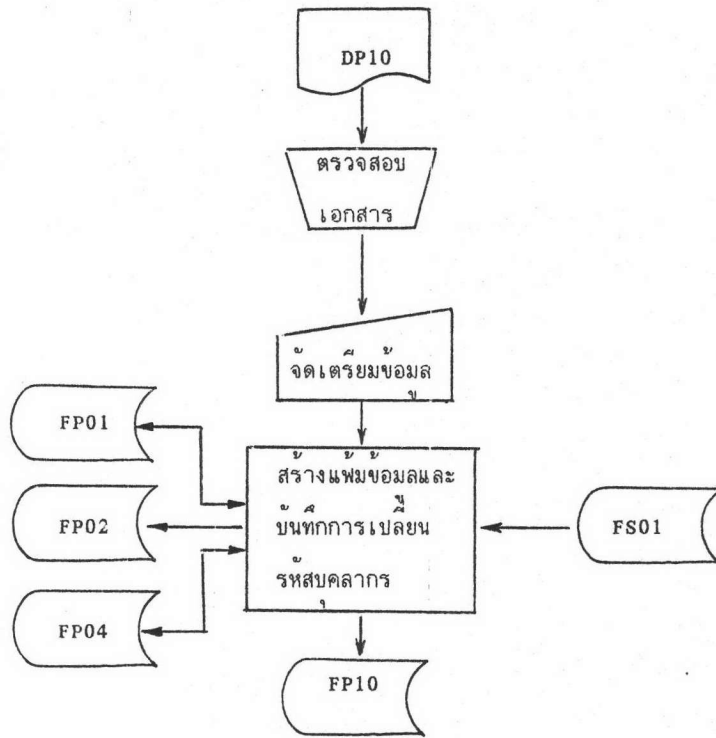 DP10
ตรวจสอบ
เอกสาร
จัดเตรียมข้อมูล
FP01
FP02
FP04
สร้างแฟ้มข้อมูลและ
บันทึกการเปลี่ยน
รหัสบุคลากร
FS01
FP10